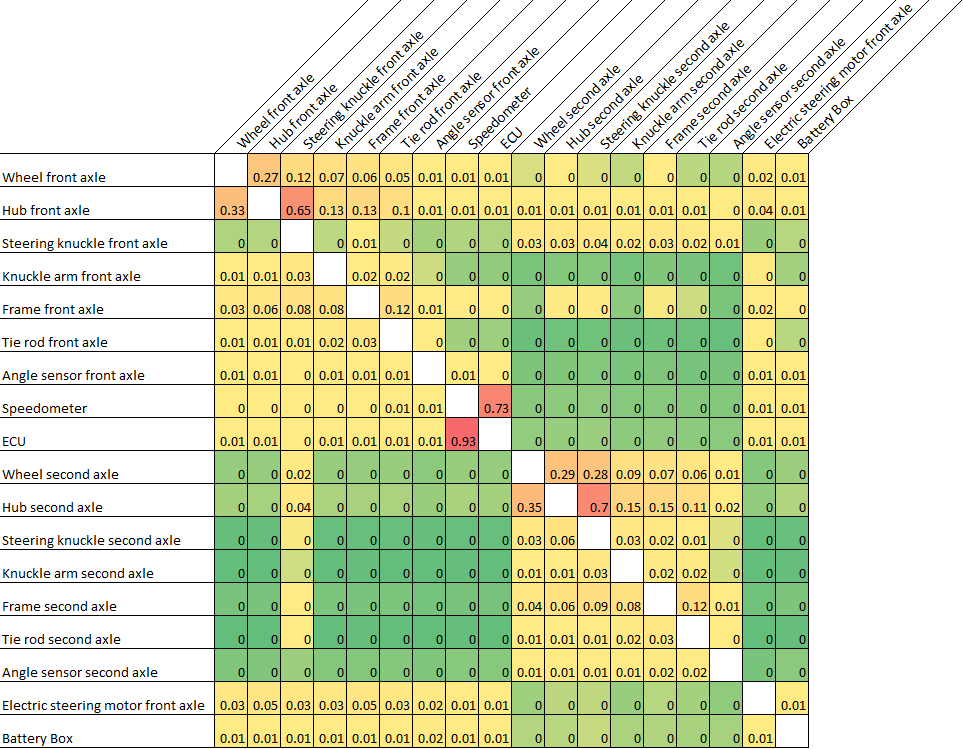 Wheel front axle
Hub front axle
Steering knuckle front axle
Knuckle arm front axle
Frame front axle
Tie rod front axle
Angle sensor front axle
Speedometer
ECU
Wheel second axle
Hub second axle
Steering knuckle second axle
Knuckle arm second axle
Frame second axle
Tie rod second axle
Angle sensor second axle
Electric steering motor front axle
Battery Box
Wheel front axle 0.27 0.12 0.07 0.06 0.05 0.01 0.01 0.01 0 0 0 0 0 0 0 0.02 0.01
Hub front axle 0.33 0.65 0.13 0.13 0.1 0.01 0.01 0.01 0.01 0.01 0.01 0.01 0.01 0.01 0 0.04 0.01
Steering knuckle front axle 0 0 0 0.01 0 0 0 0 0.03 0.03 0.04 0.02 0.03 0.02 0.01 0 0
Knuckle arm front axle 0.01 0.01 0.03 0.02 0.02 0 0 0 0 0 0 0 0 0 0 0 0
Frame front axle 0.03 0.06 0.08 0.08 0.12 0.01 0 0 0 0 0 0 0 0 0 0.02 0
Tie rod front axle 0.01 0.01 0.01 0.02 0.03 0 0 0 0 0 0 0 0 0 0 0 0
Angle sensor front axle 0.01 0.01 0 0.01 0.01 0.01 0.01 0 0 0 0 0 0 0 0 0.01 0.01
Speedometer 0 0 0 0 0 0.01 0.01 0.73 0 0 0 0 0 0 0 0.01 0.01
ECU 0.01 0.01 0 0.01 0.01 0.01 0.01 0.93 0 0 0 0 0 0 0 0.01 0.01
Wheel second axle 0 0 0.02 0 0 0 0 0 0 0.29 0.28 0.09 0.07 0.06 0.01 0 0
Hub second axle 0 0 0.04 0 0 0 0 0 0 0.35 0.7 0.15 0.15 0.11 0.02 0 0
Steering knuckle second axle 0 0 0 0 0 0 0 0 0 0.03 0.06 0.03 0.02 0.01 0 0 0
Knuckle arm second axle 0 0 0 0 0 0 0 0 0 0.01 0.01 0.03 0.02 0.02 0 0 0
Frame second axle 0 0 0 0 0 0 0 0 0 0.04 0.06 0.09 0.08 0.12 0.01 0 0
Tie rod second axle 0 0 0 0 0 0 0 0 0 0.01 0.01 0.01 0.02 0.03 0 0 0
Angle sensor second axle 0 0 0 0 0 0 0 0 0 0.01 0.01 0.01 0.01 0.02 0.02 0 0
Electric steering motor front axle 0.03 0.05 0.03 0.03 0.05 0.03 0.02 0.01 0.01 0 0 0 0 0 0 0 0.01
Battery Box 0.01 0.01 0.01 0.01 0.01 0.01 0.02 0.01 0.01 0 0 0 0 0 0 0 0.01